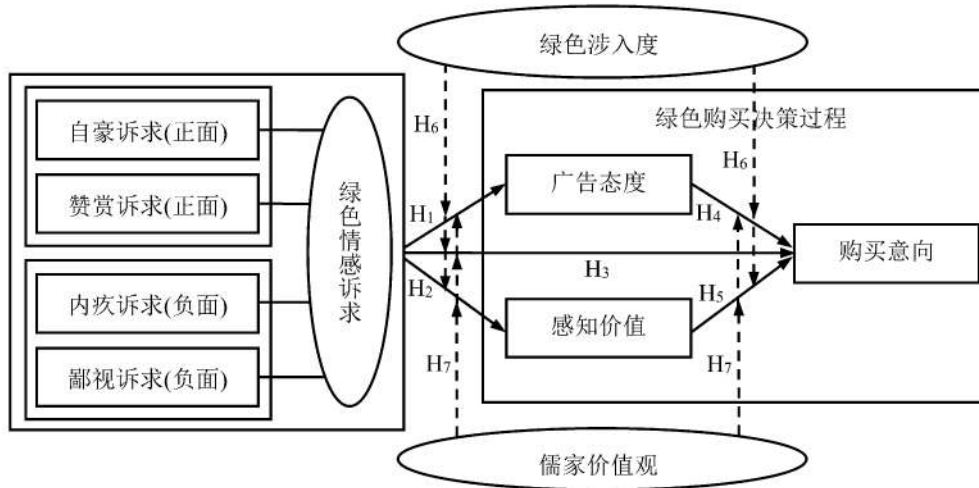 绿色涉入度
绿色购买决策过程
自豪诉求(正面)
赞赏诉求(正面)
内疚诉求(负面)
鄙视诉求(负面)
绿色情感诉求
H6
H1
H2
H7
广告态度
H3
感知价值
H6
H4
H5
H7
购买意向
儒家价值观